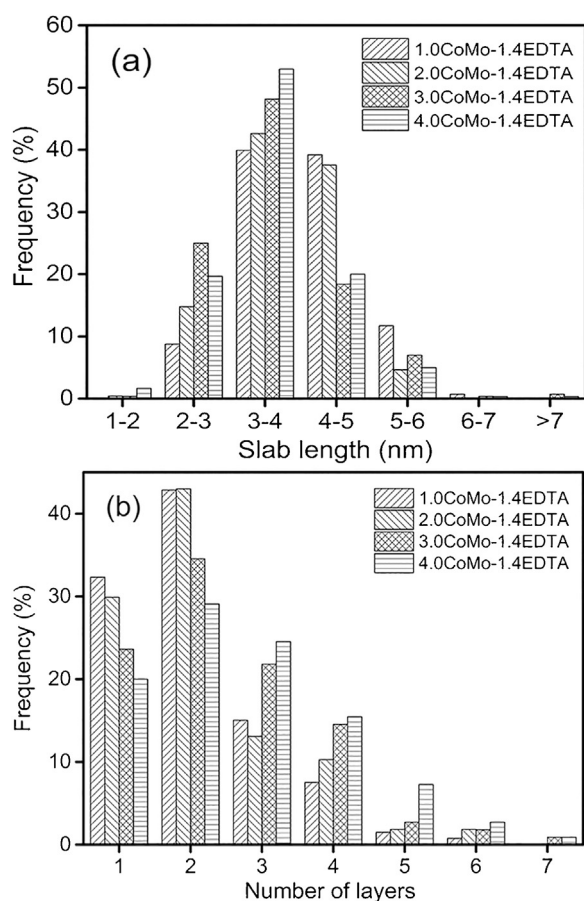 (a)
1.0CoMo-1.4EDTA
2.0CoMo-1.4EDTA
3.0CoMo-1.4EDTA
4.0CoMo-1.4EDTA
Frequency (%)
60
50
40
30
20
10
0
1-2 2-3 3-4 4-5 5-6 6-7 >7
Slab length (nm)
(b)
1.0CoMo-1.4EDTA
2.0CoMo-1.4EDTA
3.0CoMo-1.4EDTA
4.0CoMo-1.4EDTA
Frequency (%)
40
30
20
10
0
1 2 3 4 5 6 7
Number of layers